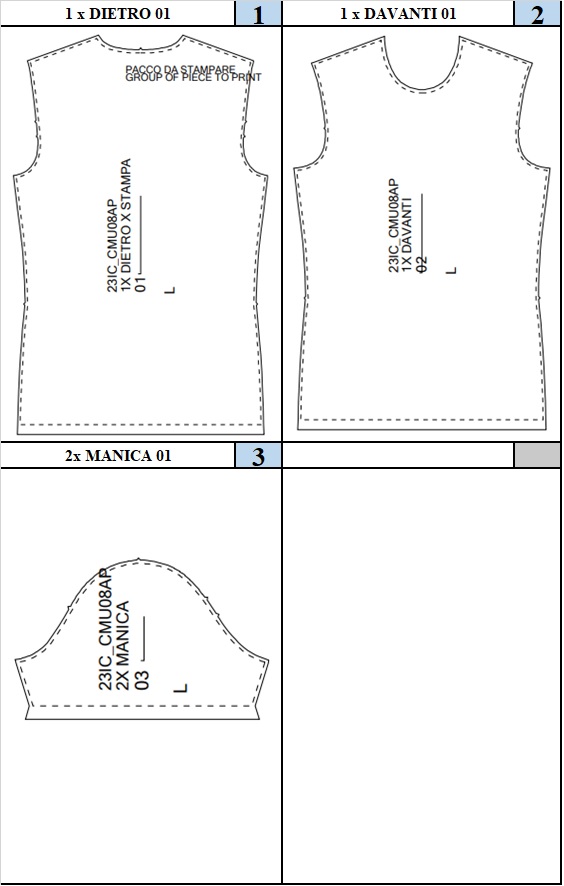 1 x DIETRO 01
1
1 x DAVANTI 01
2
PACCO DA STAMPARE
GROUP OF PIECE TO PRINT
23IC_CMU08AP
1X DIETRO X STAMPA
01
L
23IC_CMU08AP
1X DAVANTI
02
L
2x MANICA 01
3
23IC_CMU08AP
2X MANICA
03
L